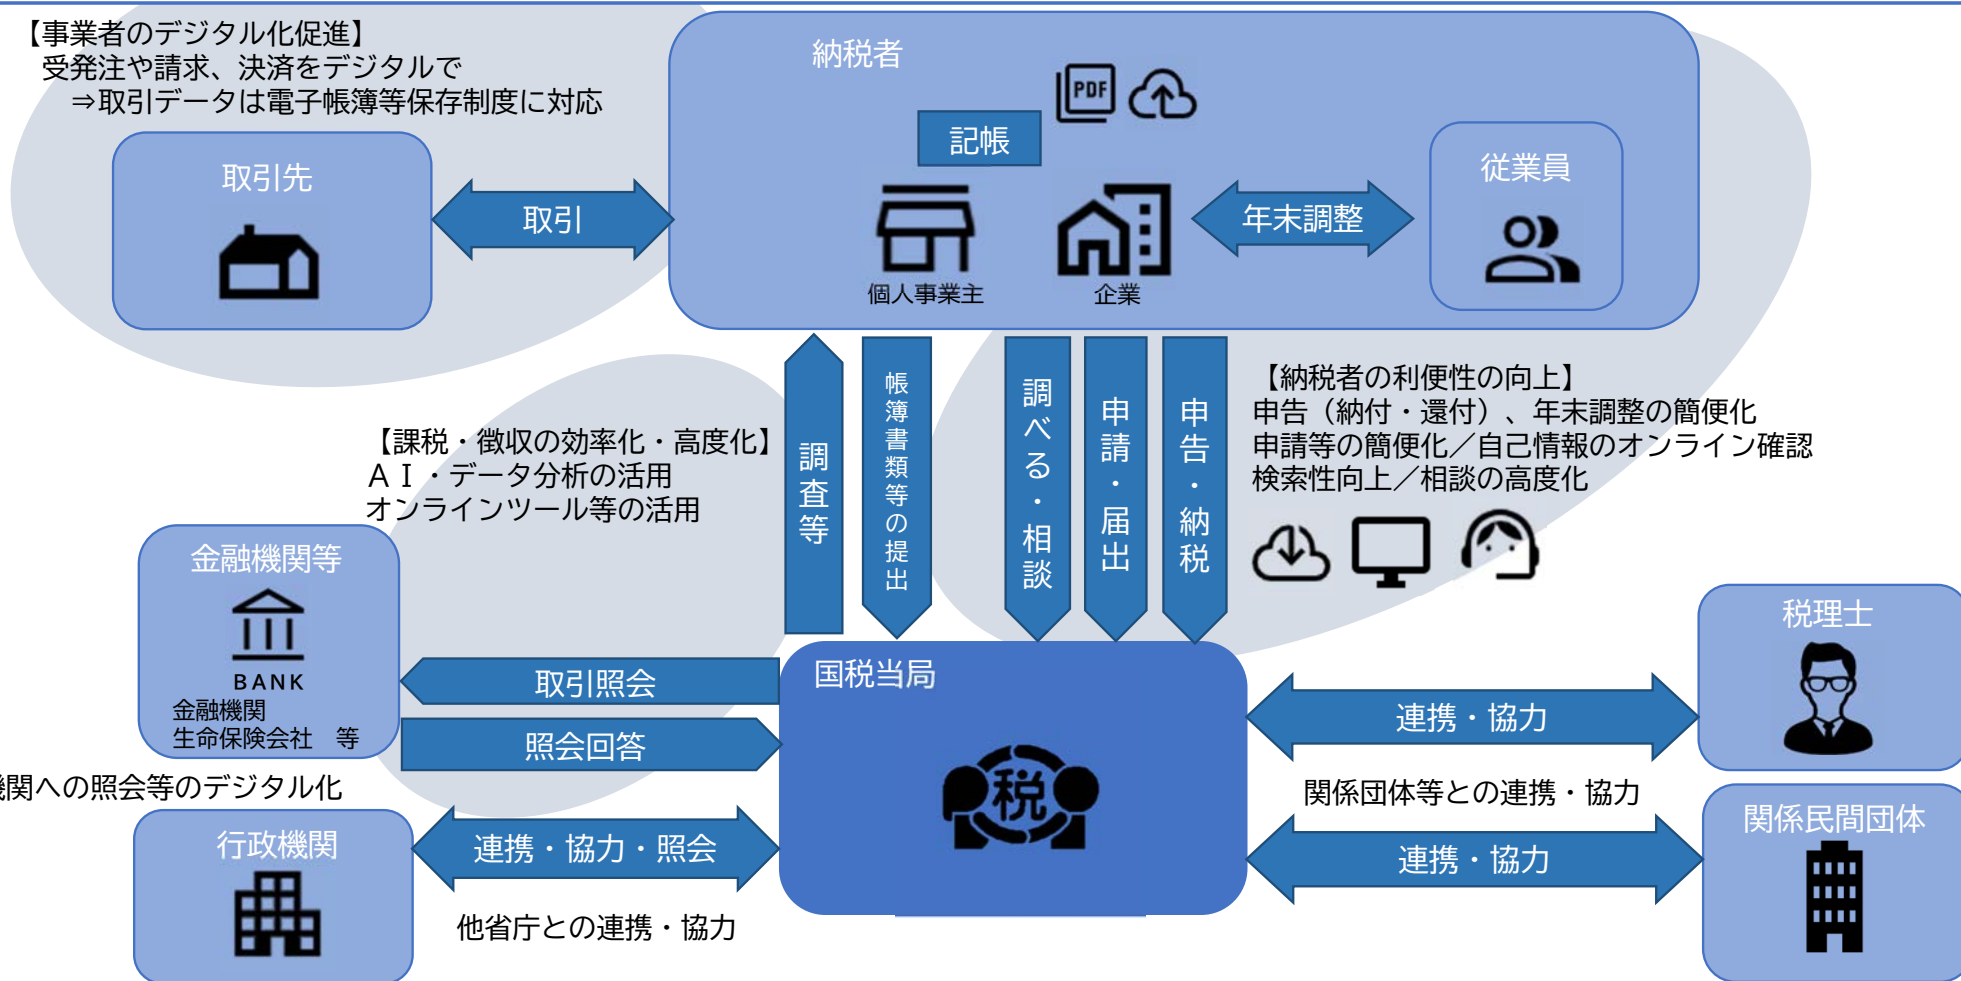 【事業者のデジタル化促進】
受発注や請求、決済をデジタルで
⇒取引データは電子帳簿等保存制度に対応
取引先
取引
納税者
PDF
記帳
個人事業主
企業
年末調整
従業員
調査等
帳簿書類等の提出
調べる・相談
申請・届出
申告・納税
【納税者の利便性の向上】
申告（納付・還付）、年末調整の簡便化
申請等の簡便化／自己情報のオンライン確認
検索性向上／相談の高度化
【課税・徴収の効率化・高度化】
ＡＩ・データ分析の活用
オンラインツール等の活用
金融機関等
BANK
金融機関
生命保険会社　等
取引照会
照会回答
国税当局
税
機関への照会等のデジタル化
行政機関
連携・協力・照会
他省庁との連携・協力
税理士
連携・協力
関係団体等との連携・協力
関係民間団体
連携・協力